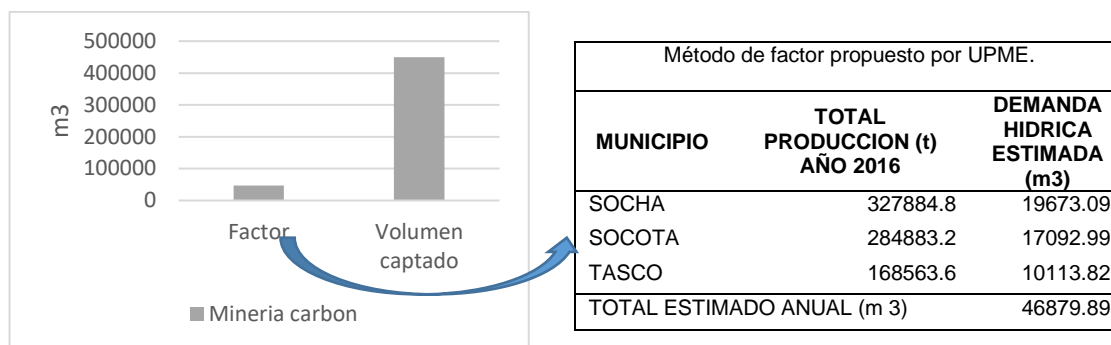 500000
400000
300000
200000
100000
0
m3
Factor
Volumen
captado
Mineria carbon
Método de factor propuesto por UPME.
MUNICIPIO
TOTAL
PRODUCCION (t)
AÑO 2016
DEMANDA
HIDRICA
ESTIMADA
(m3)
SOCHA 327884.8 19673.09
SOCOTA 284883.2 17092.99
TASCO 168563.6 10113.82
TOTAL ESTIMADO ANUAL (m 3) 46879.89